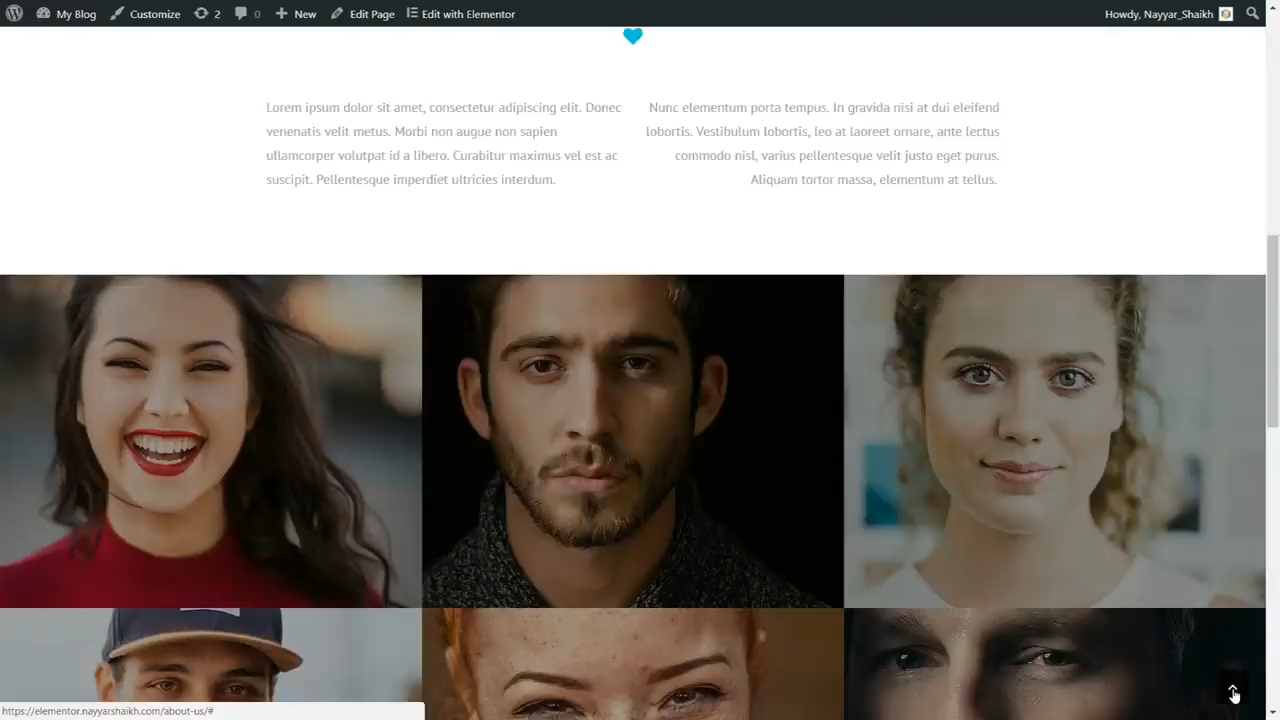 My Blog Customize 2 0 New Edit Page Edit with Elementor Howdy, Nayyar_Shaikh
Lorem ipsum dolor sit amet, consectetur adipiscing elit. Donec
venenatis velit metus. Morbi non augue non sapien
ullamcorper volutpat id a libero. Curabitur maximus vel est ac
suscipit. Pellentesque imperdiet ultricies interdum.
Nunc elementum porta tempus. In gravida nisi at dui eleifend
lobortis. Vestibulum lobortis, leo at laoreet ornare, ante lectus
commodo nisl, varius pellentesque velit justo eget purus.
Aliquam tortor massa, elementum at tellus.
https://elementor.nayyarshaikh.com/about-us/#